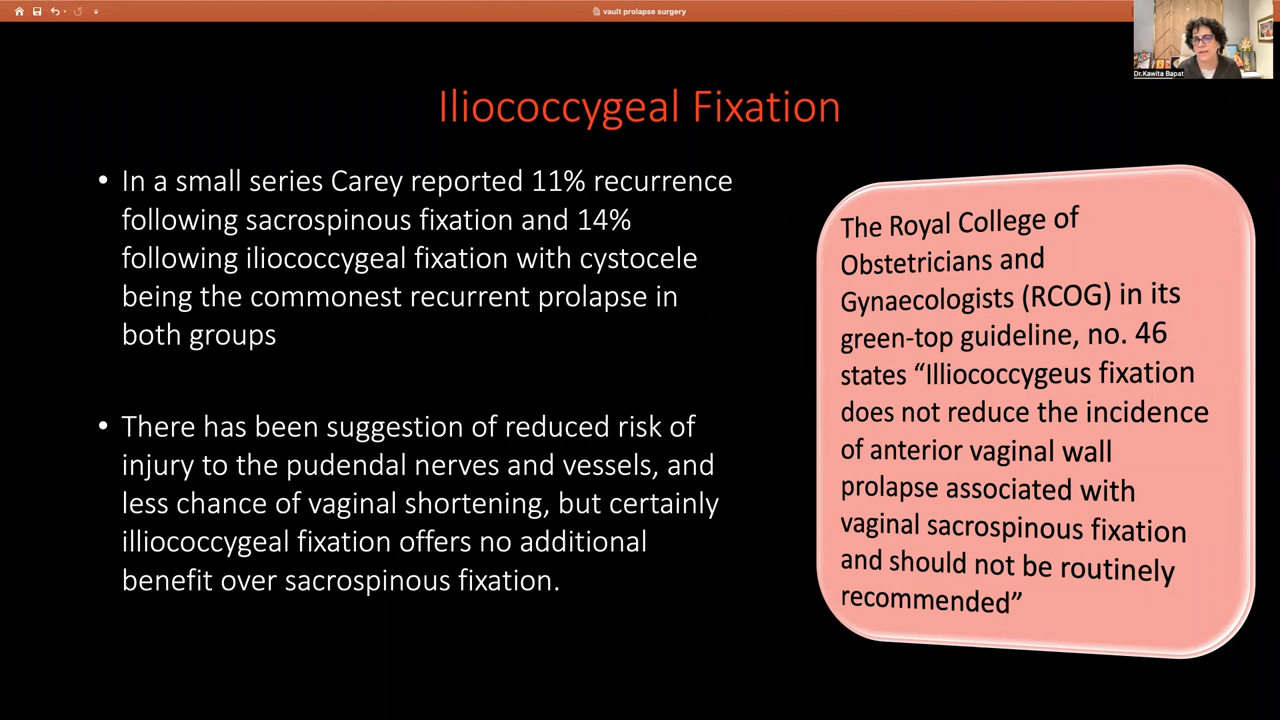 vault prolapse surgery
Dr.Kawita Bapat
Iliococcygeal Fixation
• In a small series Carey reported 11% recurrence
following sacrospinous fixation and 14%
following iliococcygeal fixation with cystocele
being the commonest recurrent prolapse in
both groups
• There has been suggestion of reduced risk of
injury to the pudendal nerves and vessels, and
less chance of vaginal shortening, but certainly
illiococcygeal fixation offers no additional
benefit over sacrospinous fixation.
The Royal College of
Obstetricians and
Gynaecologists (RCOG) in its
green-top guideline, no. 46
states “Illiococcygeus fixation
does not reduce the incidence
of anterior vaginal wall
prolapse associated with
vaginal sacrospinous fixation
and should not be routinely
recommended”